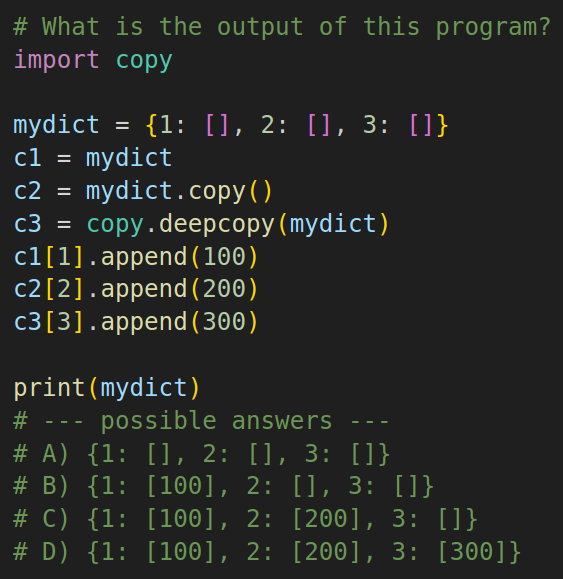 # What is the output of this program?
import copy

mydict = {1: [], 2: [], 3: []}
c1 = mydict
c2 = mydict.copy()
c3 = copy.deepcopy(mydict)
c1[1].append(100)
c2[2].append(200)
c3[3].append(300)

print(mydict)
# --- possible answers ---
# A) {1: [], 2: [], 3: []}
# B) {1: [100], 2: [], 3: []}
# C) {1: [100], 2: [200], 3: []}
# D) {1: [100], 2: [200], 3: [300]}